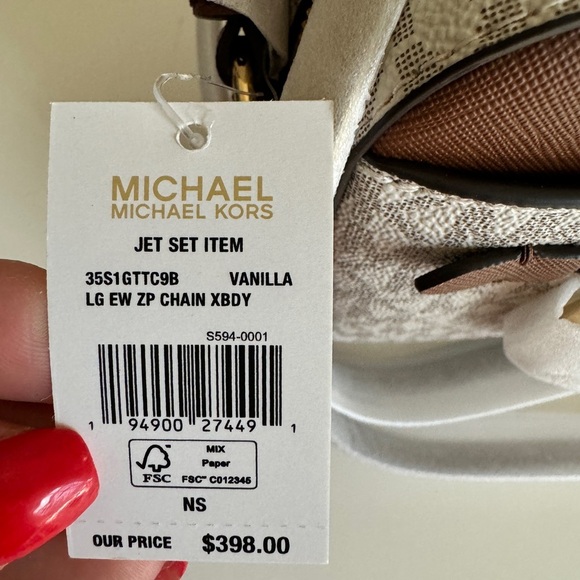 MICHAEL
MICHAEL KORS
JET SET ITEM
35S1GTTC9B VANILLA
LG EW ZP CHAIN XBDY
S594-0001
1 94900 27449 1
FSC
MIX
Paper
FSC™ C012345
NS
OUR PRICE $398.00